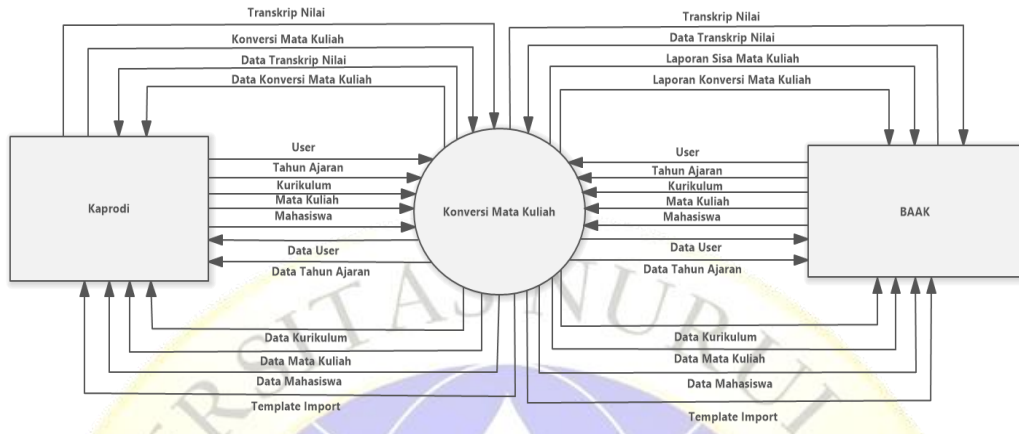 Transkrip Nilai
Konversi Mata Kuliah
Data Transkrip Nilai
Data Konversi Mata Kuliah
User
Tahun Ajaran
Kurikulum
Mata Kuliah
Mahasiswa
Kaprodi
Data User
Data Tahun Ajaran
Data Kurikulum
Data Mata Kuliah
Data Mahasiswa
Template Import
Konversi Mata Kuliah
Transkrip Nilai
Data Transkrip Nilai
Laporan Sisa Mata Kuliah
Laporan Konversi Mata Kuliah
User
Tahun Ajaran
Kurikulum
Mata Kuliah
Mahasiswa
BAAK
Data User
Data Tahun Ajaran
Data Kurikulum
Data Mata Kuliah
Data Mahasiswa
Template Import
ERSITAS NURUL